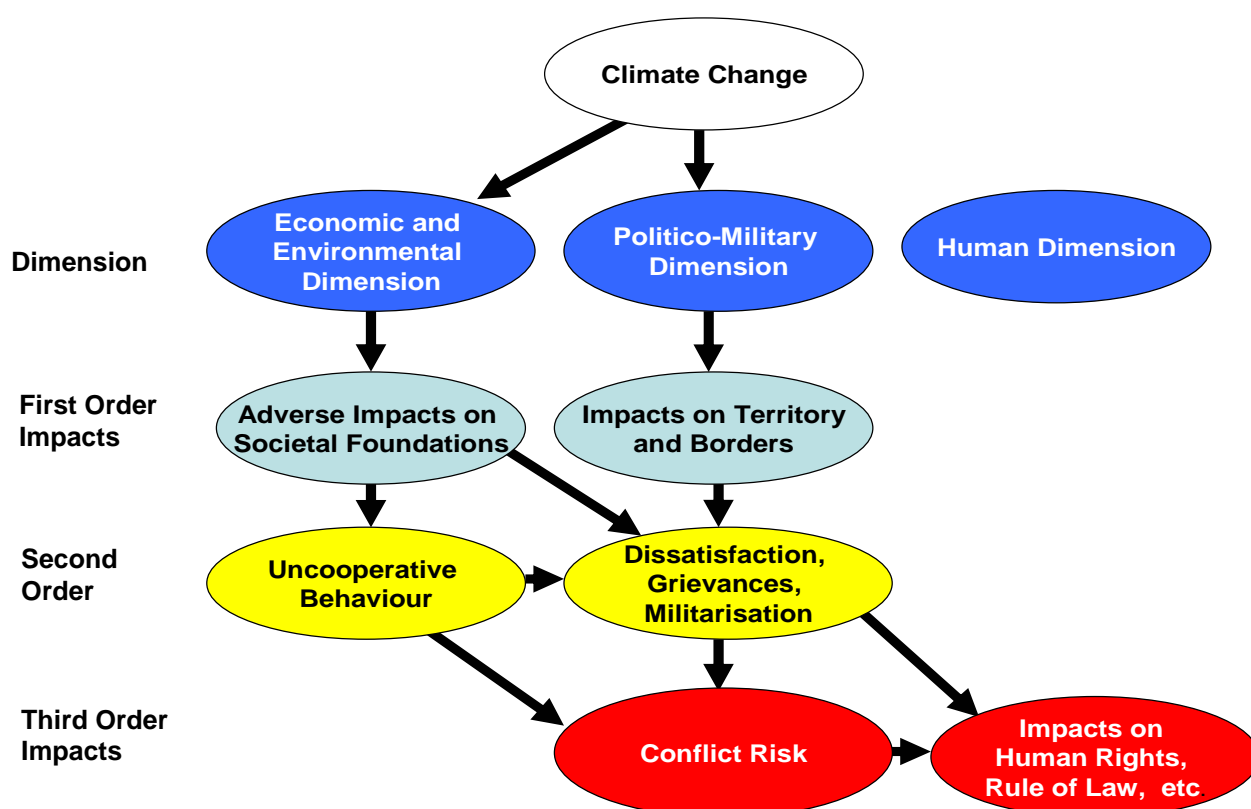 Climate Change
Dimension
Economic and
Environmental
Dimension
Politico-Military
Dimension
Human Dimension
First Order
Impacts
Adverse Impacts on
Societal Foundations
Impacts on Territory
and Borders
Second
Order
Uncooperative
Behaviour
Dissatisfaction,
Grievances,
Militarisation
Third Order
Impacts
Conflict Risk
Impacts on
Human Rights,
Rule of Law, etc.